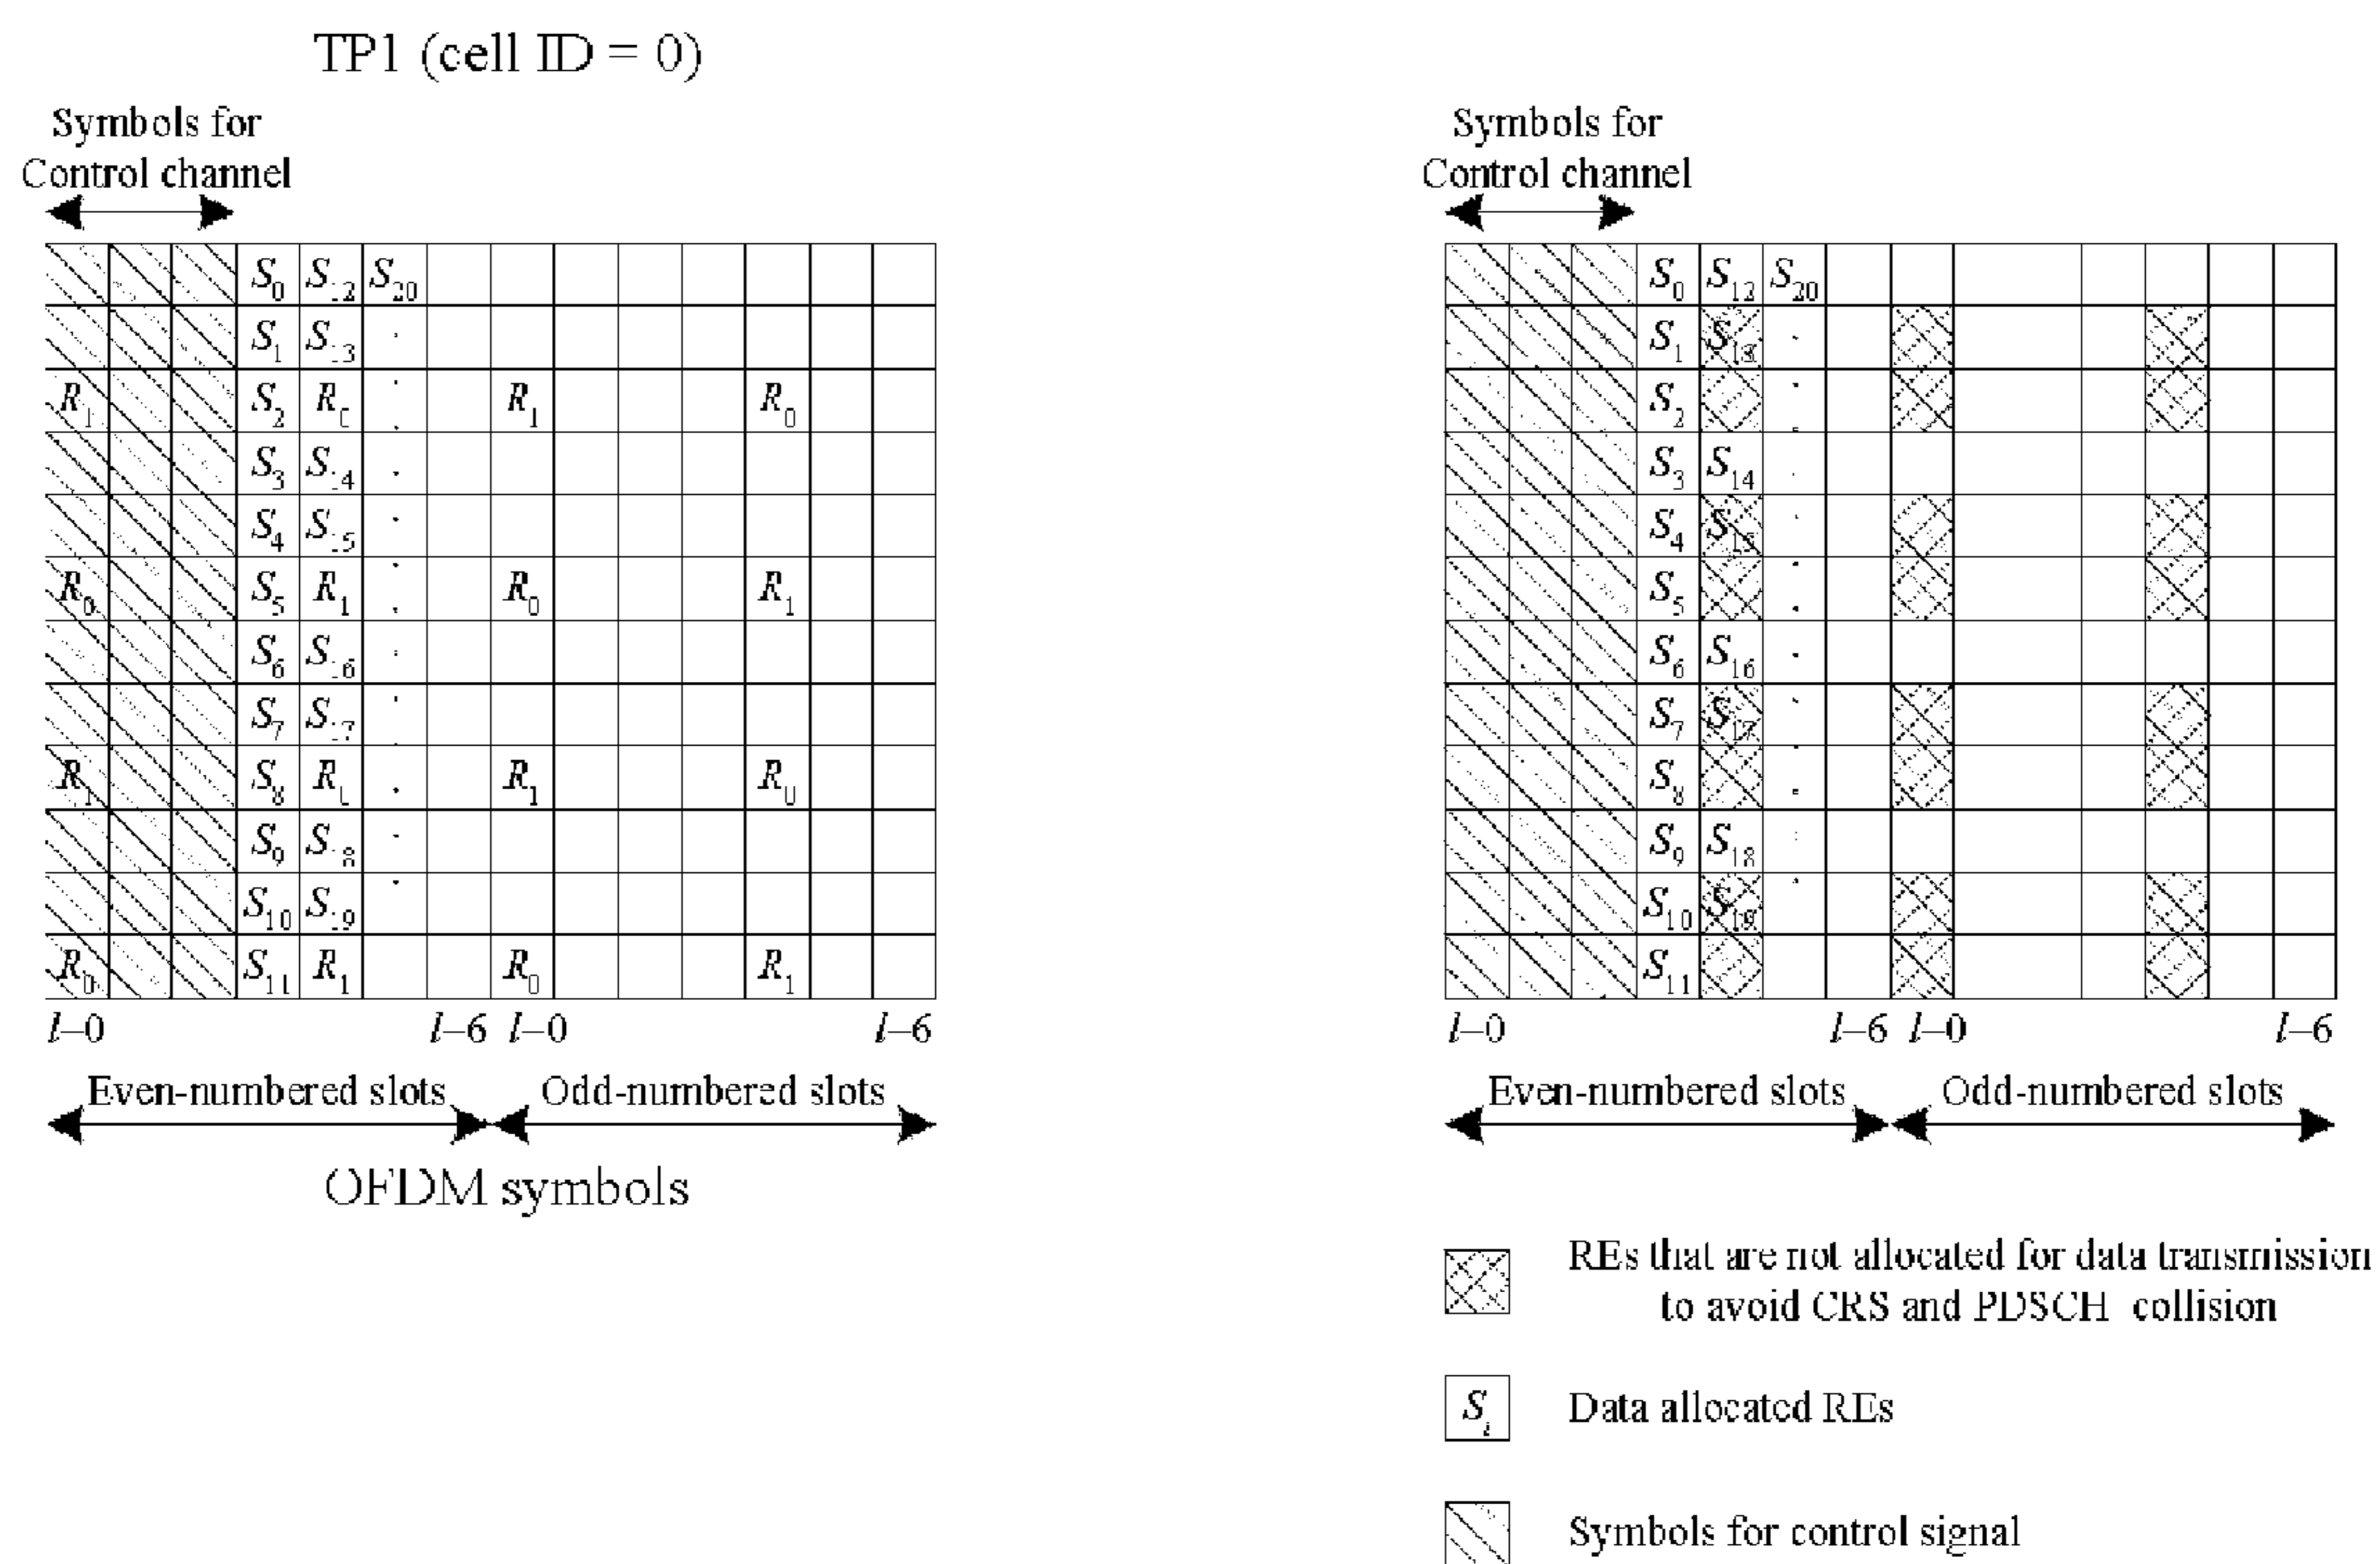 TP1 (cell ID = 0)
Symbols for
Control channel
S0 S12 S20
S1 S13
R1 S2 R0 R1 R0
S3 S14
S4 S15
R0 S5 R1 R0 R1
S6 S16
S7 S17
R1 S8 R0 R1 R0
S9 S18
S10 S19
R0 S11 R1 R0 R1
l–0 l–6 l–0 l–6
Even-numbered slots Odd-numbered slots
OFDM symbols
Symbols for
Control channel
S0 S12 S20
S1 S13
S2
S3 S14
S4 S15
S5
S6 S16
S7 S17
S8
S9 S18
S10 S19
S11
l–0 l–6 l–0 l–6
Even-numbered slots Odd-numbered slots
REs that are not allocated for data transmission
to avoid CRS and PDSCH collision
Si Data allocated REs
Symbols for control signal